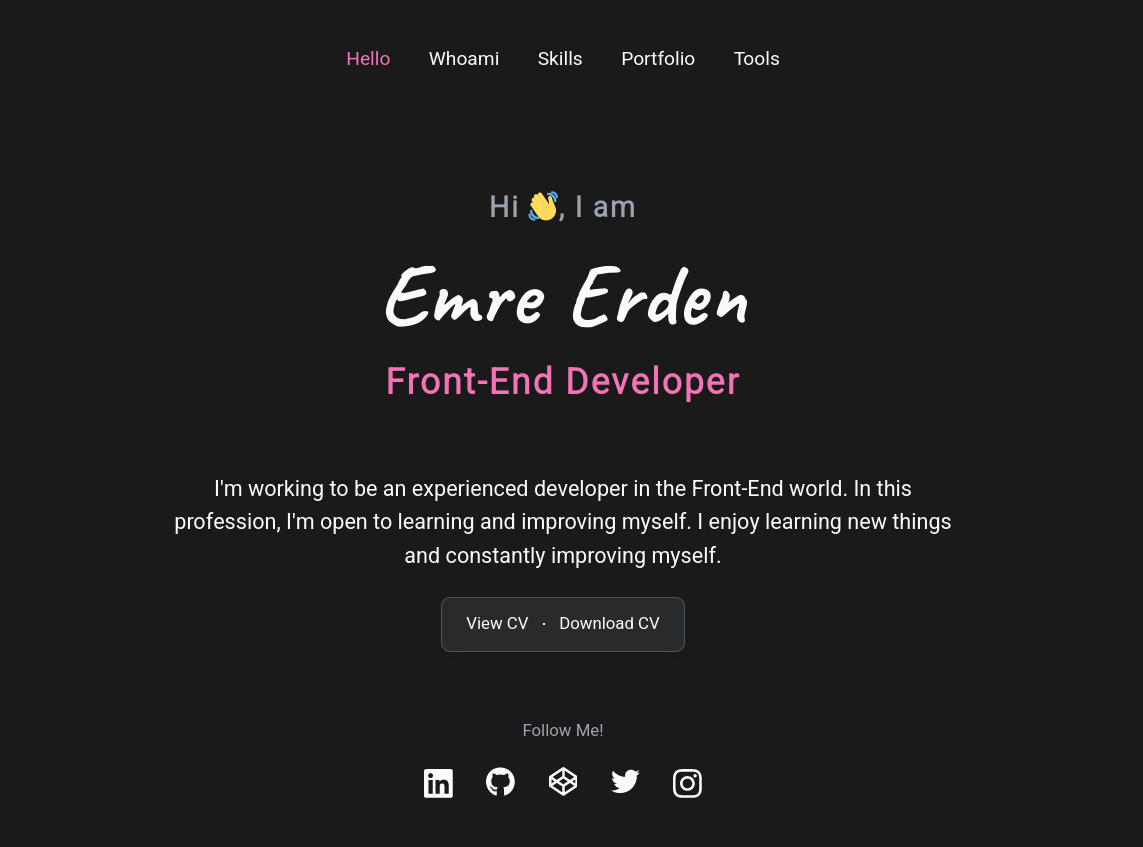 Hello Whoami Skills Portfolio Tools
Hi 👋, I am
Emre Erden
Front-End Developer
I'm working to be an experienced developer in the Front-End world. In this
profession, I'm open to learning and improving myself. I enjoy learning new things
and constantly improving myself.
View CV · Download CV
Follow Me!
in